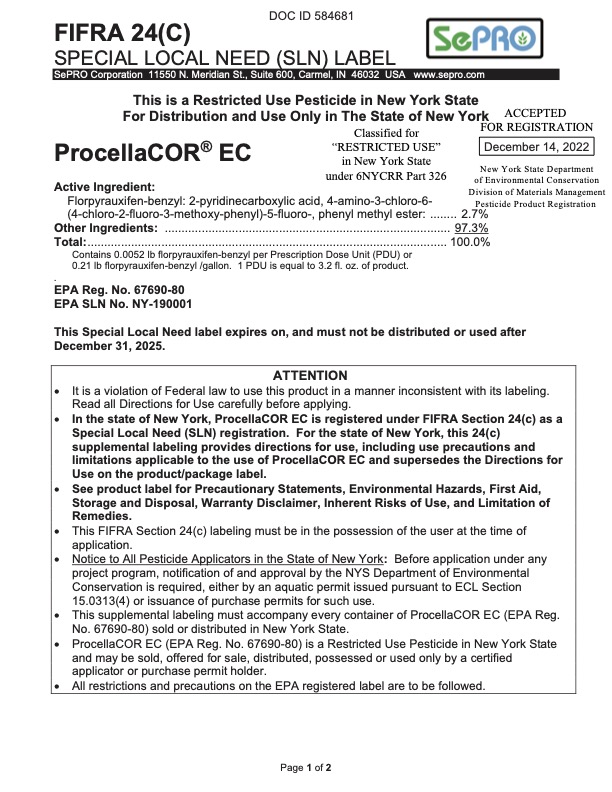 DOC ID 584681
FIFRA 24(C)
SPECIAL LOCAL NEED (SLN) LABEL
SePRO
SePRO Corporation 11550 N. Meridian St., Suite 600, Carmel, IN 46032 USA www.sepro.com
This is a Restricted Use Pesticide in New York State
For Distribution and Use Only in The State of New York
ACCEPTED
FOR REGISTRATION
December 14, 2022
New York State Department
of Environmental Conservation
Division of Materials Management
Pesticide Product Registration
Classified for
“RESTRICTED USE”
in New York State
under 6NYCRR Part 326
ProcellaCOR® EC
Active Ingredient:
Florpyrauxifen-benzyl: 2-pyridinecarboxylic acid, 4-amino-3-chloro-6-
(4-chloro-2-fluoro-3-methoxy-phenyl)-5-fluoro-, phenyl methyl ester: ........ 2.7%
Other Ingredients: ................................................................................ 97.3%
Total:.................................................................................................... 100.0%
Contains 0.0052 lb florpyrauxifen-benzyl per Prescription Dose Unit (PDU) or
0.21 lb florpyrauxifen-benzyl /gallon. 1 PDU is equal to 3.2 fl. oz. of product.
.
EPA Reg. No. 67690-80
EPA SLN No. NY-190001
This Special Local Need label expires on, and must not be distributed or used after
December 31, 2025.
ATTENTION
• It is a violation of Federal law to use this product in a manner inconsistent with its labeling.
Read all Directions for Use carefully before applying.
• In the state of New York, ProcellaCOR EC is registered under FIFRA Section 24(c) as a
Special Local Need (SLN) registration. For the state of New York, this 24(c)
supplemental labeling provides directions for use, including use precautions and
limitations applicable to the use of ProcellaCOR EC and supersedes the Directions for
Use on the product/package label.
• See product label for Precautionary Statements, Environmental Hazards, First Aid,
Storage and Disposal, Warranty Disclaimer, Inherent Risks of Use, and Limitation of
Remedies.
• This FIFRA Section 24(c) labeling must be in the possession of the user at the time of
application.
• Notice to All Pesticide Applicators in the State of New York: Before application under any
project program, notification of and approval by the NYS Department of Environmental
Conservation is required, either by an aquatic permit issued pursuant to ECL Section
15.0313(4) or issuance of purchase permits for such use.
• This supplemental labeling must accompany every container of ProcellaCOR EC (EPA Reg.
No. 67690-80) sold or distributed in New York State.
• ProcellaCOR EC (EPA Reg. No. 67690-80) is a Restricted Use Pesticide in New York State
and may be sold, offered for sale, distributed, possessed or used only by a certified
applicator or purchase permit holder.
• All restrictions and precautions on the EPA registered label are to be followed.
Page 1 of 2